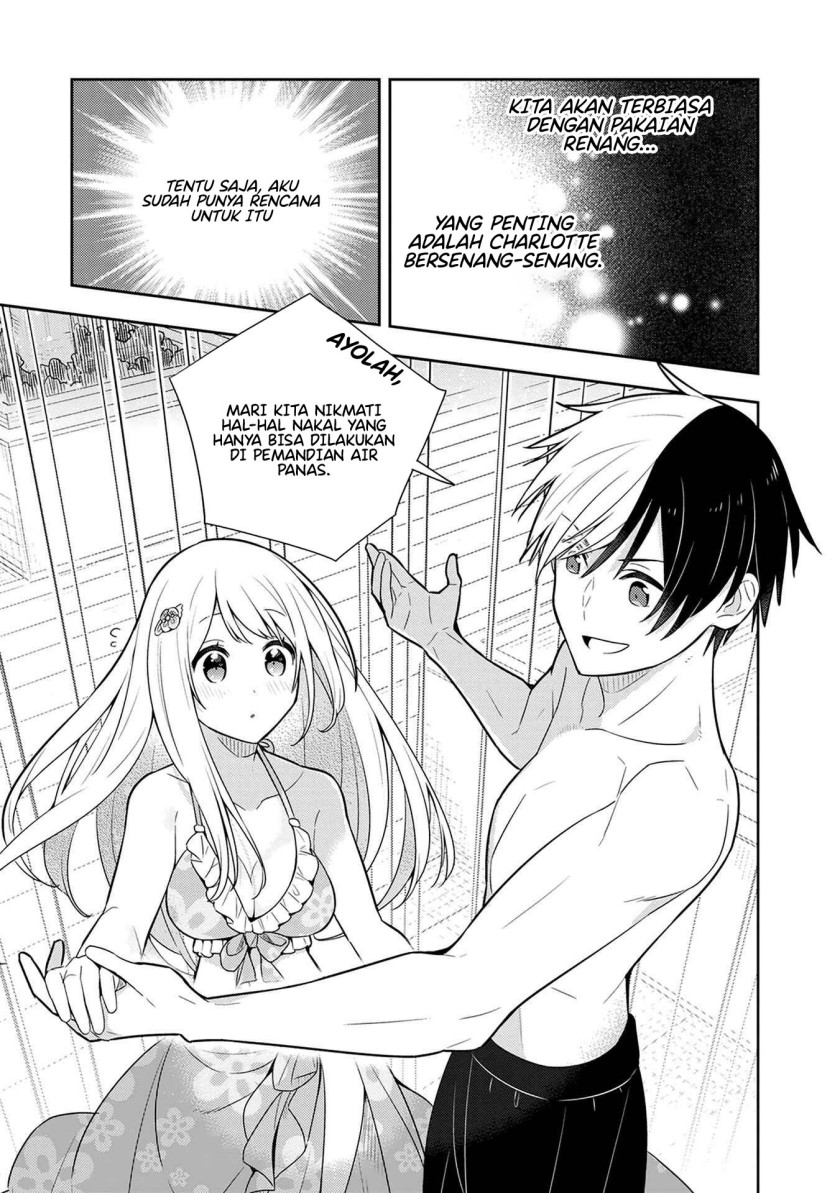 KITA AKAN TERBIASA
DENGAN PAKAIAN
RENANG...
YANG PENTING
ADALAH CHARLOTTE
BERSENANG-SENANG.
TENTU SAJA, AKU
SUDAH PUNYA RENCANA
UNTUK ITU
AYOLAH,
MARI KITA NIKMATI
HAL-HAL NAKAL YANG
HANYA BISA DILAKUKAN
DI PEMANDIAN AIR
PANAS.